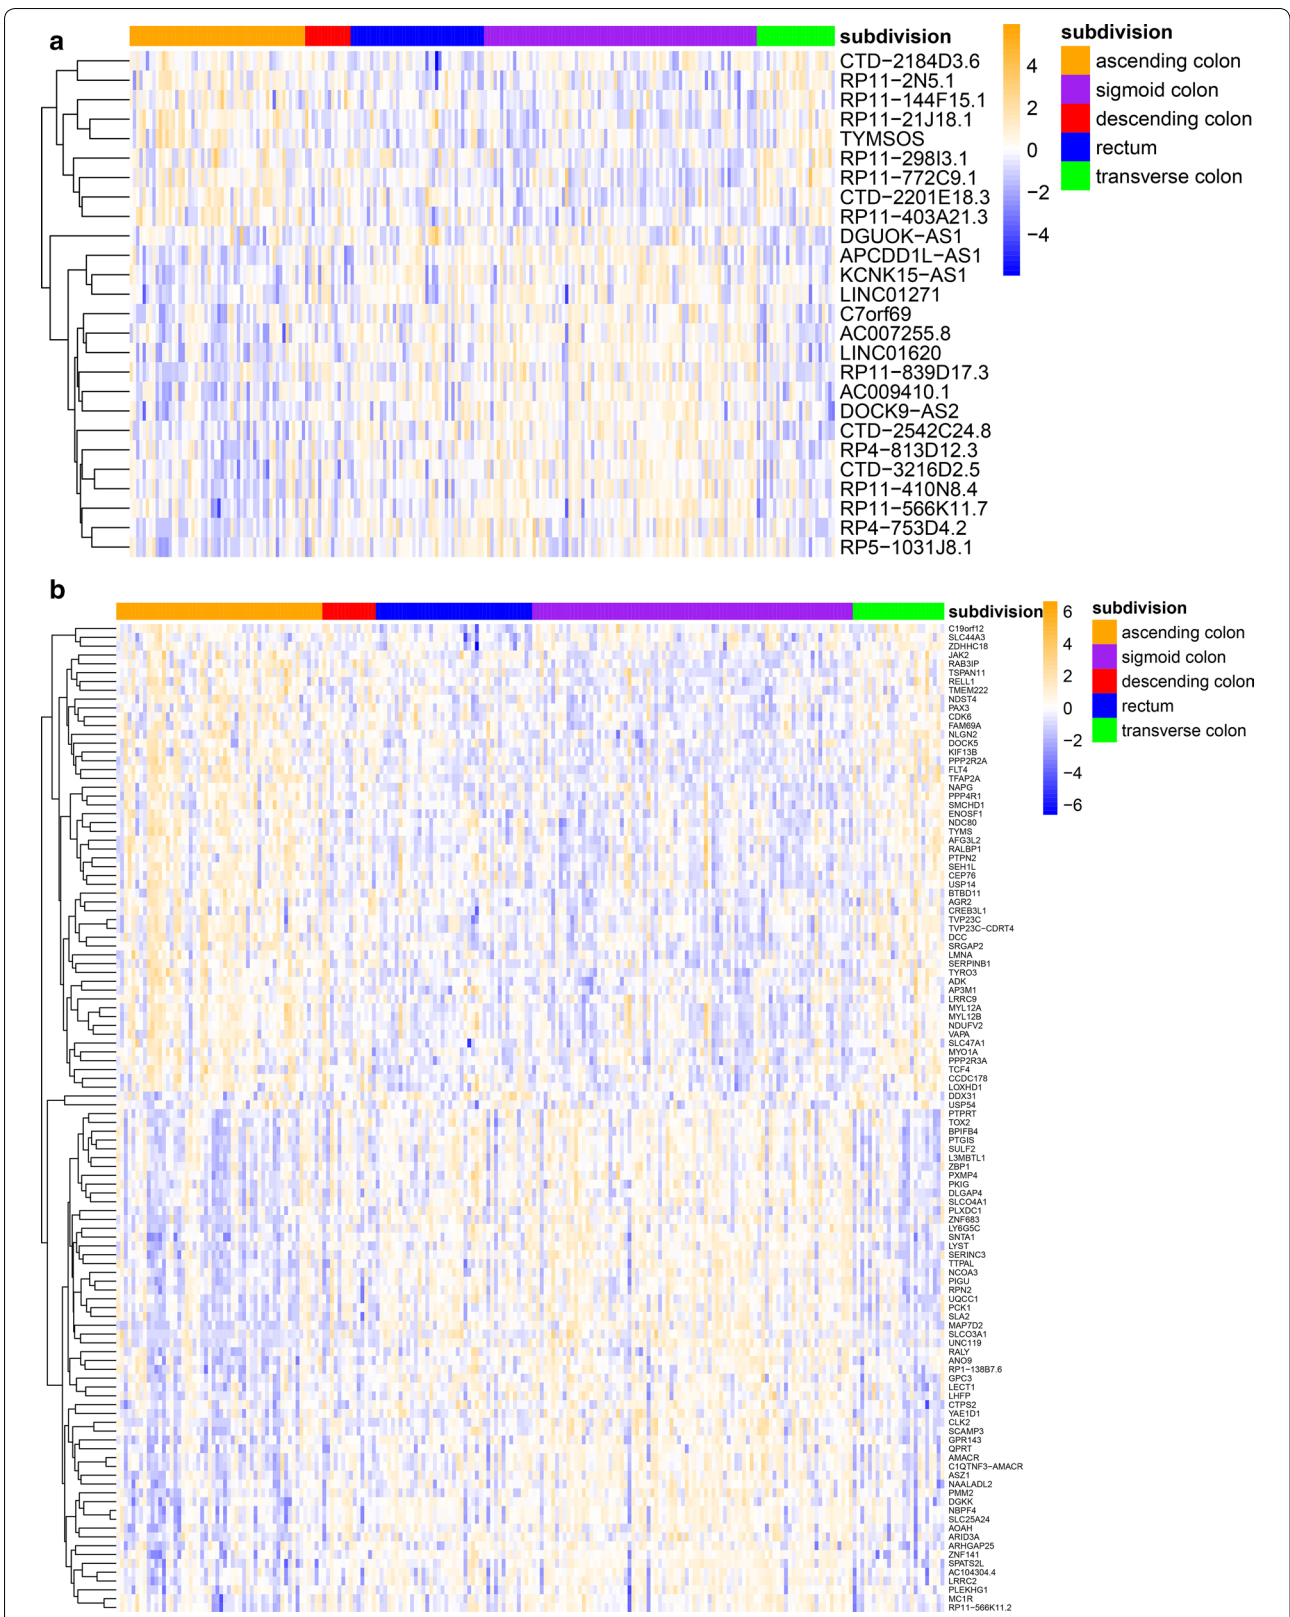 a
subdivision
CTD−2184D3.6
RP11−2N5.1
RP11−144F15.1
RP11−21J18.1
TYMSOS
RP11−298I3.1
RP11−772C9.1
CTD−2201E18.3
RP11−403A21.3
DGUOK−AS1
APCDD1L−AS1
KCNK15−AS1
LINC01271
C7orf69
AC007255.8
LINC01620
RP11−839D17.3
AC009410.1
DOCK9−AS2
CTD−2542C24.8
RP4−813D12.3
CTD−3216D2.5
RP11−410N8.4
RP11−566K11.7
RP4−753D4.2
RP5−1031J8.1
4
2
0
−2
−4
subdivision
ascending colon
sigmoid colon
descending colon
rectum
transverse colon
b
subdivision
C19orf12
SLC44A3
ZDHHC18
JAK2
RAB3IP
TSPAN11
RELL1
TMEM222
NDST4
PAX3
CDK6
FAM69A
NLGN2
DOCK5
KIF13B
PPP2R2A
FLT4
TFAP2A
NAPG
PPP4R1
SMCHD1
ENOSF1
NDC80
TYMS
AFG3L2
RALBP1
PTPN2
SEH1L
CEP76
USP14
BTBD11
AGR2
CREB3L1
TVP23C
TVP23C−CDRT4
DCC
SRGAP2
LMNA
SERPINB1
TYRO3
ADK
AP3M1
LRRC9
MYL12A
MYL12B
NDUFV2
VAPA
SLC47A1
MYO1A
PPP2R3A
TCF4
CCDC178
LOXHD1
DDX31
USP54
PTPRT
TOX2
BPIFB4
PTGIS
SULF2
L3MBTL1
ZBP1
PXMP4
PKIG
DLGAP4
SLCO4A1
PLXDC1
ZNF683
LY6G5C
SNTA1
LYST
SERINC3
TTPAL
NCOA3
PIGU
RPN2
UQCC1
PCK1
SLA2
MAP7D2
SLCO3A1
UNC119
RALY
ANO9
RP1−138B7.6
GPC3
LECT1
LHFP
CTPS2
YAE1D1
CLK2
SCAMP3
GPR143
QPRT
AMACR
C1QTNF3−AMACR
ASZ1
NAALADL2
PMM2
DGKK
NBPF4
SLC25A24
AOAH
ARID3A
ARHGAP25
ZNF141
SPATS2L
AC104304.4
LRRC2
PLEKHG1
MC1R
RP11−566K11.2
6
4
2
0
−2
−4
−6
subdivision
ascending colon
sigmoid colon
descending colon
rectum
transverse colon